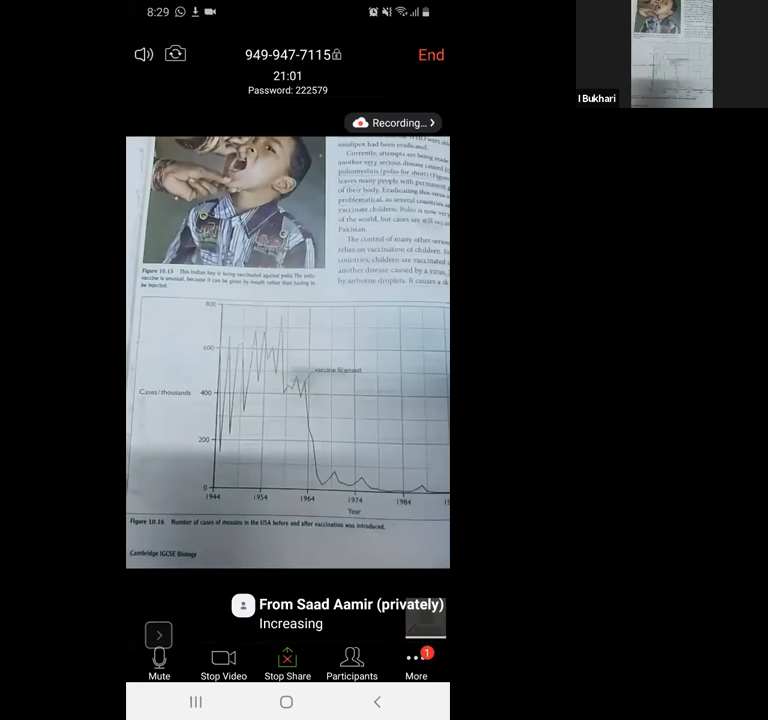 8:29
949-947-7115
End
21:01
Password: 222579
Recording...
I Bukhari
smallpox had been eradicated.
Currently, attempts are being made
another very serious disease caused
poliomyelitis (polio for short)
leaves many people with permanent
of their body. Eradicating this virus
problematical, as several countries
vaccinate children. Polio is now very
of the world, but cases are still
Pakistan.
The control of many other
relies on vaccination of children.
countries, children are vaccinated
another disease caused by a virus,
by airborne droplets. It causes a
Figure 10.15 This Indian boy is being vaccinated against polio. The polio
vaccine is unusual, because it can be given by mouth rather than having to
be injected.
800
600
vaccine licensed
Cases/thousands
400
200
0
1944
1954
1964
1974
1984
Year
Figure 10.16 Number of cases of measles in the USA before and after vaccination was introduced.
Cambridge IGCSE Biology
From Saad Aamir (privately)
Increasing
1
Mute
Stop Video
Stop Share
Participants
More